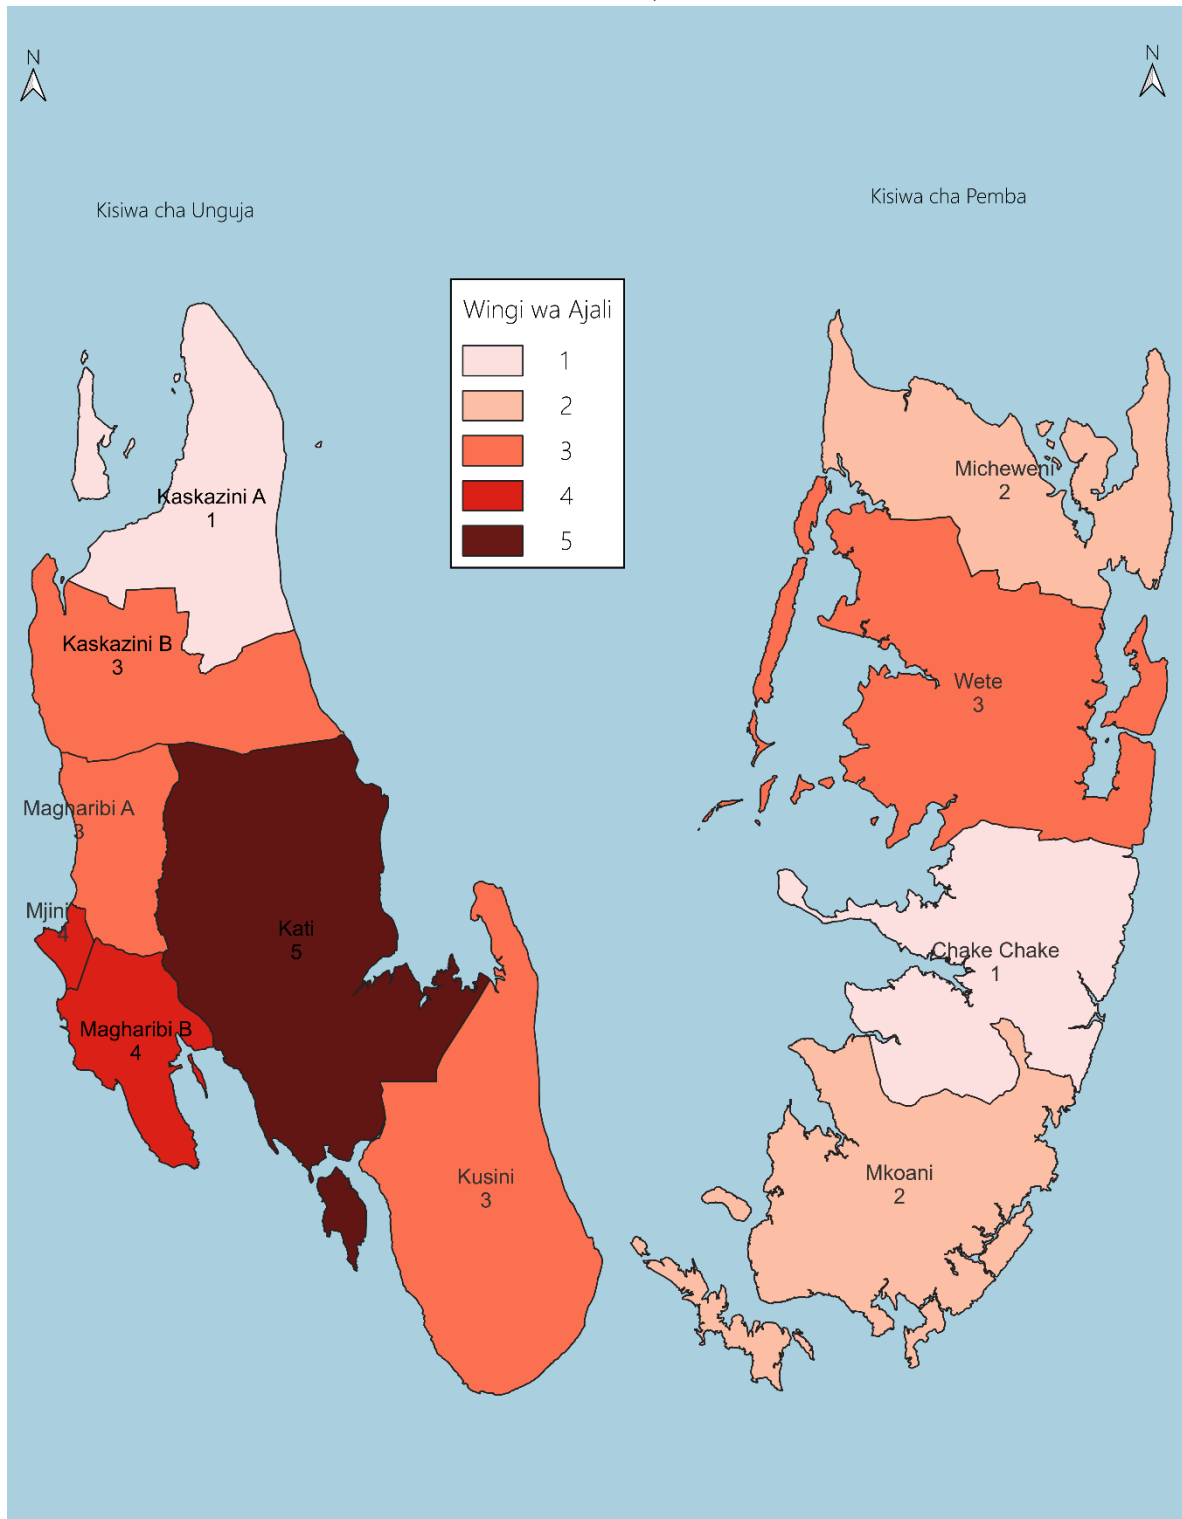 N
N
Kisiwa cha Unguja
Kisiwa cha Pemba
Wingi wa Ajali
1
2
3
4
5
Kaskazini A
1
Kaskazini B
3
Magharibi A
3
Mjini
4
Kati
5
Magharibi B
4
Kusini
3
Micheweni
2
Wete
3
Chake Chake
1
Mkoani
2